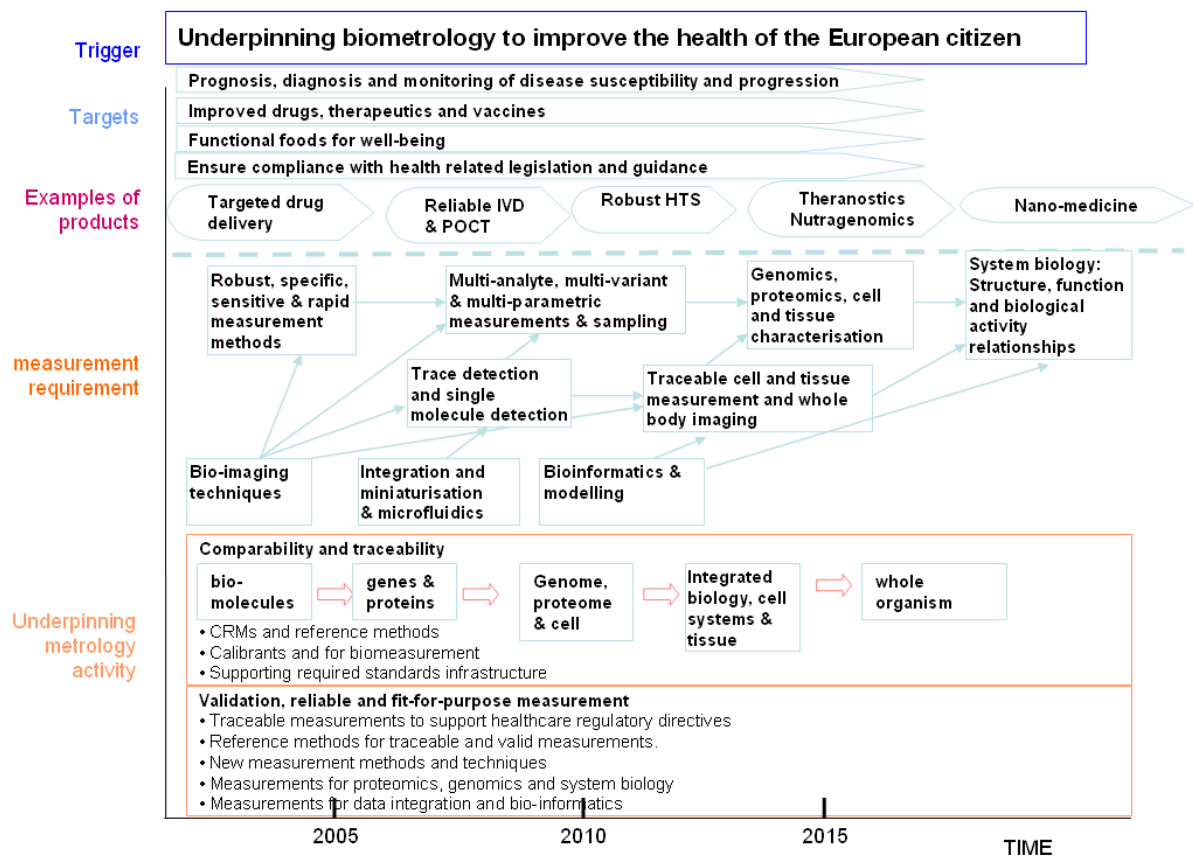 Trigger
Underpinning biometrology to improve the health of the European citizen
Targets
Prognosis, diagnosis and monitoring of disease susceptibility and progression
Improved drugs, therapeutics and vaccines
Functional foods for well-being
Ensure compliance with health related legislation and guidance
Examples of
products
Targeted drug
delivery
Reliable IVD
& POCT
Robust HTS
Theranostics
Nutragenomics
Nano-medicine
measurement
requirement
Robust, specific,
sensitive & rapid
measurement
methods
Multi-analyte, multi-variant
& multi-parametric
measurements & sampling
Genomics,
proteomics, cell
and tissue
characterisation
System biology:
Structure, function
and biological
activity
relationships
Trace detection
and single
molecule detection
Traceable cell and tissue
measurement and whole
body imaging
Bio-imaging
techniques
Integration and
miniaturisation
& microfluidics
Bioinformatics &
modelling
Underpinning
metrology
activity
Comparability and traceability
bio-
molecules
genes &
proteins
Genome,
proteome
& cell
Integrated
biology, cell
systems &
tissue
whole
organism
• CRMs and reference methods
• Calibrants and for biomeasurement
• Supporting required standards infrastructure
Validation, reliable and fit-for-purpose measurement
• Traceable measurements to support healthcare regulatory directives
• Reference methods for traceable and valid measurements.
• New measurement methods and techniques
• Measurements for proteomics, genomics and system biology
• Measurements for data integration and bio-informatics
2005
2010
2015
TIME